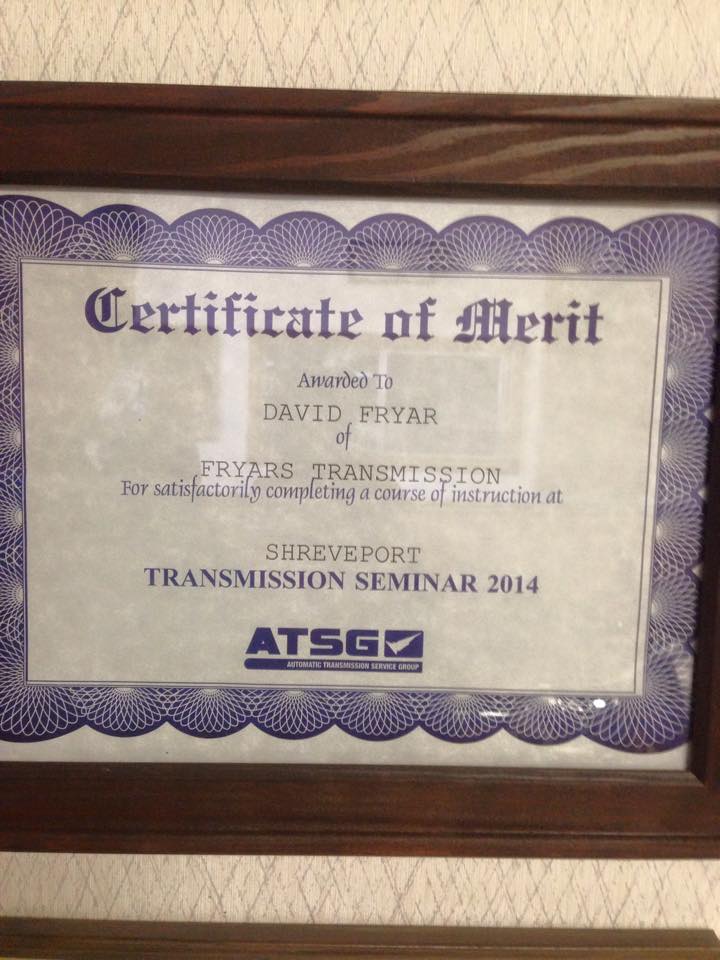 Certificate of Merit
Awarded To
DAVID FRYAR
of
FRYARS TRANSMISSION
For satisfactorily completing a course of instruction at
SHREVEPORT
TRANSMISSION SEMINAR 2014
ATSG
AUTOMATIC TRANSMISSION SERVICE GROUP